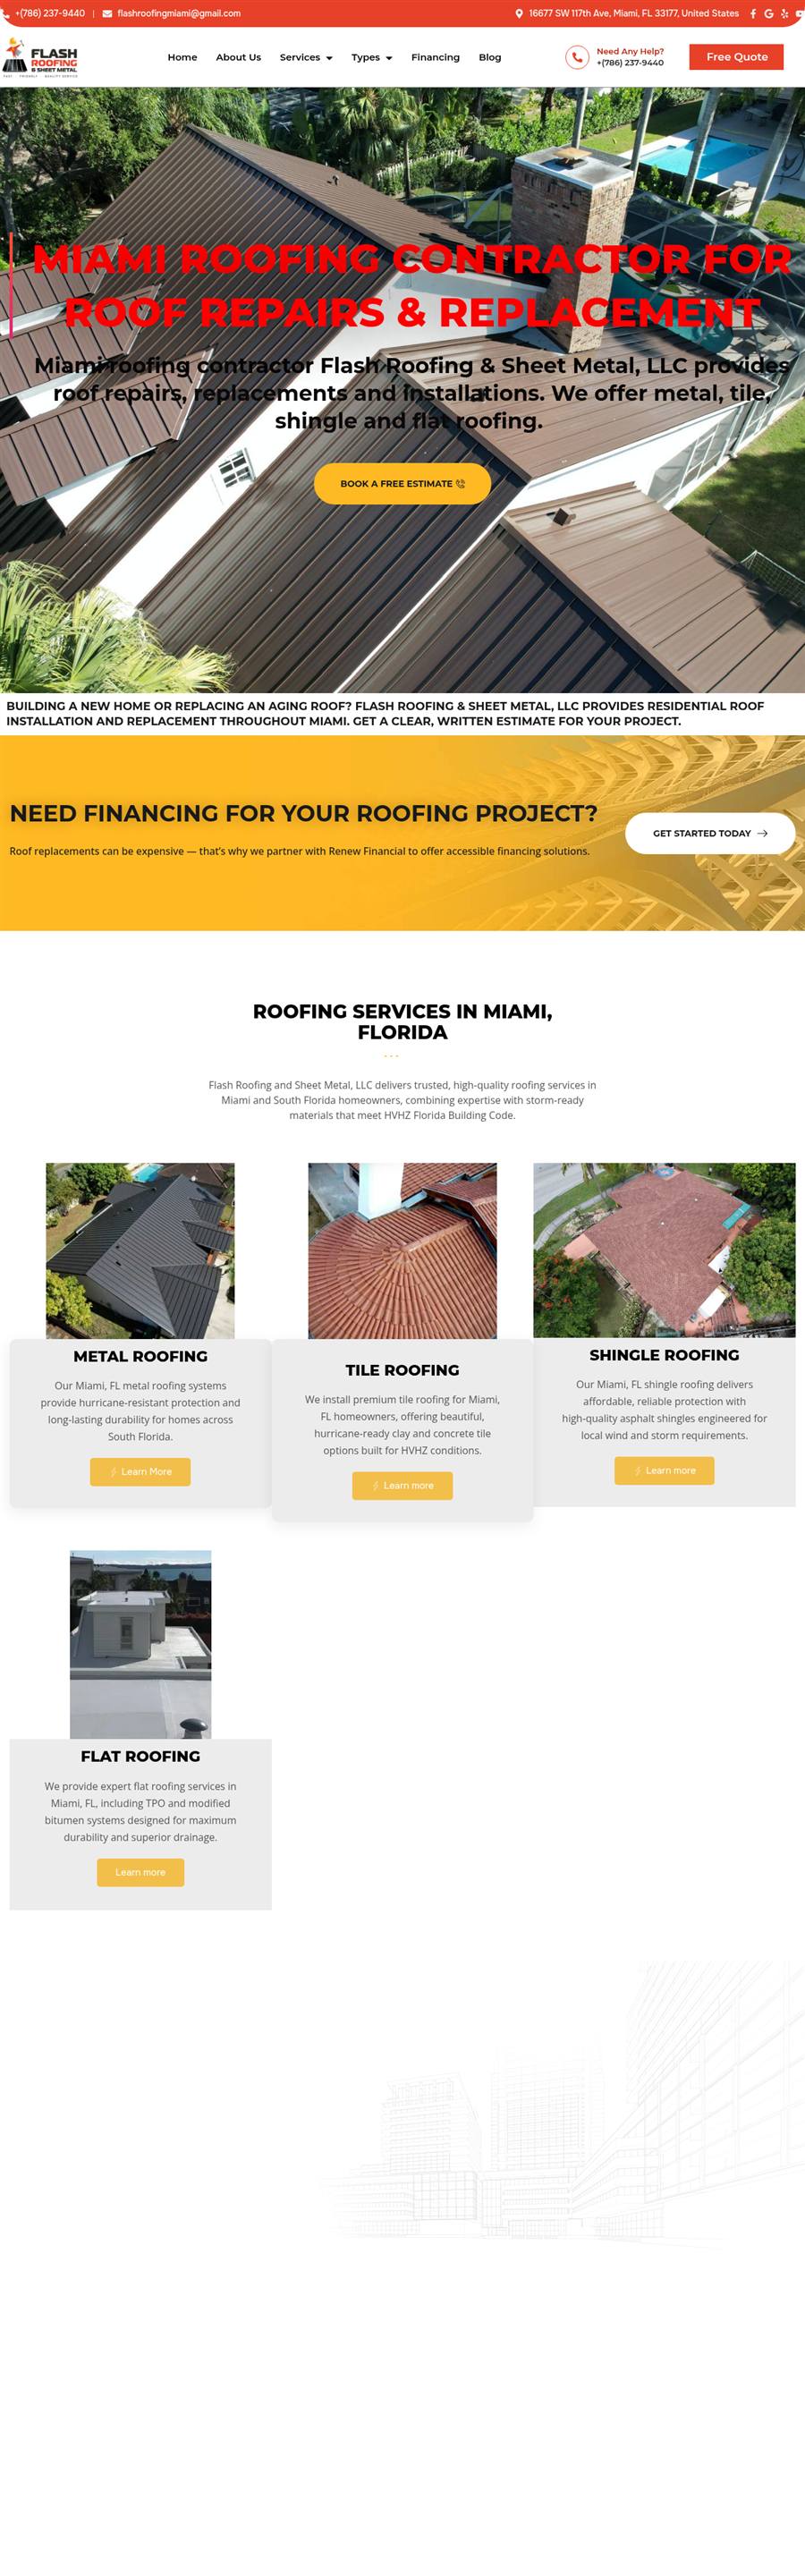 +(786) 237-9440 | flashroofingmiami@gmail.com
16677 SW 117th Ave, Miami, FL 33177, United States
FLASH
ROOFING
& SHEET METAL
Home About Us Services Types Financing Blog
Need Any Help?
+(786) 237-9440
Free Quote
MIAMI ROOFING CONTRACTOR FOR
ROOF REPAIRS & REPLACEMENT
Miami roofing contractor Flash Roofing & Sheet Metal, LLC provides
roof repairs, replacements and installations. We offer metal, tile,
shingle and flat roofing.
BOOK A FREE ESTIMATE
BUILDING A NEW HOME OR REPLACING AN AGING ROOF? FLASH ROOFING & SHEET METAL, LLC PROVIDES RESIDENTIAL ROOF
INSTALLATION AND REPLACEMENT THROUGHOUT MIAMI. GET A CLEAR, WRITTEN ESTIMATE FOR YOUR PROJECT.
NEED FINANCING FOR YOUR ROOFING PROJECT?
Roof replacements can be expensive — that's why we partner with Renew Financial to offer accessible financing solutions.
GET STARTED TODAY
ROOFING SERVICES IN MIAMI,
FLORIDA
Flash Roofing and Sheet Metal, LLC delivers trusted, high-quality roofing services in
Miami and South Florida homeowners, combining expertise with storm-ready
materials that meet HVHZ Florida Building Code.
METAL ROOFING
Our Miami, FL metal roofing systems
provide hurricane-resistant protection and
long-lasting durability for homes across
South Florida.
Learn More
TILE ROOFING
We install premium tile roofing for Miami,
FL homeowners, offering beautiful,
hurricane-ready clay and concrete tile
options built for HVHZ conditions.
Learn more
SHINGLE ROOFING
Our Miami, FL shingle roofing delivers
affordable, reliable protection with
high-quality asphalt shingles engineered for
local wind and storm requirements.
Learn more
FLAT ROOFING
We provide expert flat roofing services in
Miami, FL, including TPO and modified
bitumen systems designed for maximum
durability and superior drainage.
Learn more